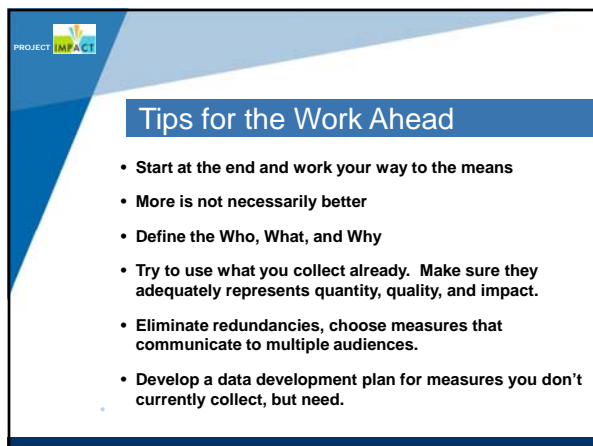 PROJECT IMPACT
Tips for the Work Ahead
• Start at the end and work your way to the means
• More is not necessarily better
• Define the Who, What, and Why
• Try to use what you collect already.  Make sure they
adequately represents quantity, quality, and impact.
• Eliminate redundancies, choose measures that
communicate to multiple audiences.
• Develop a data development plan for measures you don't
currently collect, but need.